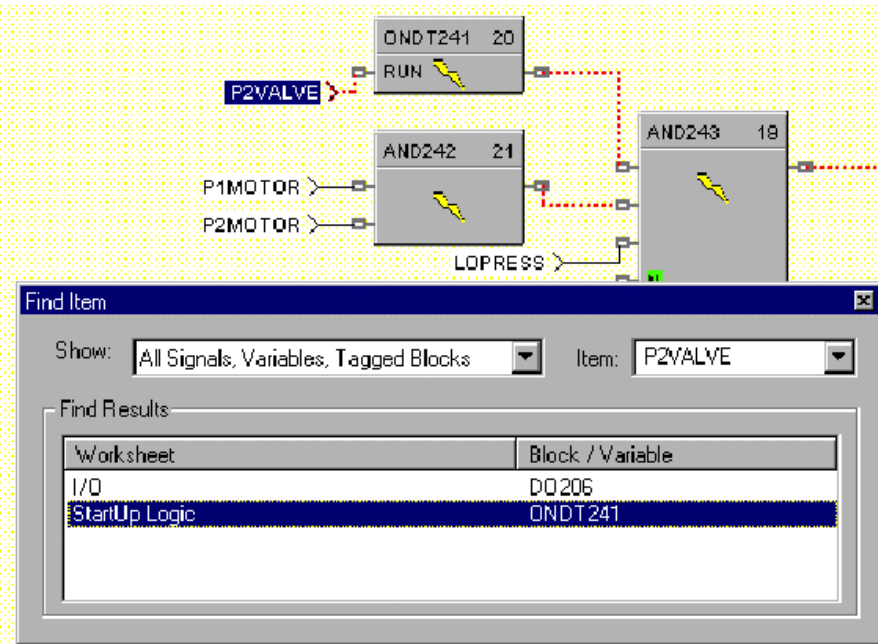 ONDT241 20
RUN
P2VALVE
AND243 19
AND242 21
P1MOTOR
P2MOTOR
LOPRESS
Find Item
Show: All Signals, Variables, Tagged Blocks Item: P2VALVE
Find Results
Worksheet Block / Variable
I/O DO206
StartUp Logic ONDT241